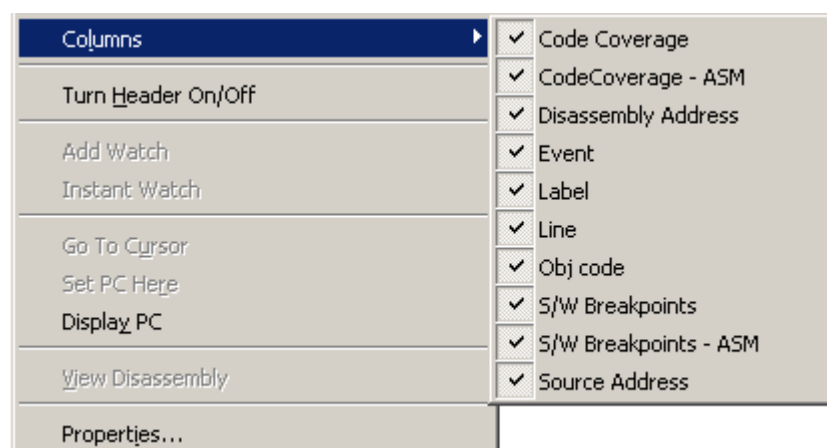 Columns
Turn Header On/Off
Add Watch
Instant Watch
Go To Cursor
Set PC Here
Display PC
View Disassembly
Properties...
Code Coverage
CodeCoverage - ASM
Disassembly Address
Event
Label
Line
Obj code
S/W Breakpoints
S/W Breakpoints - ASM
Source Address